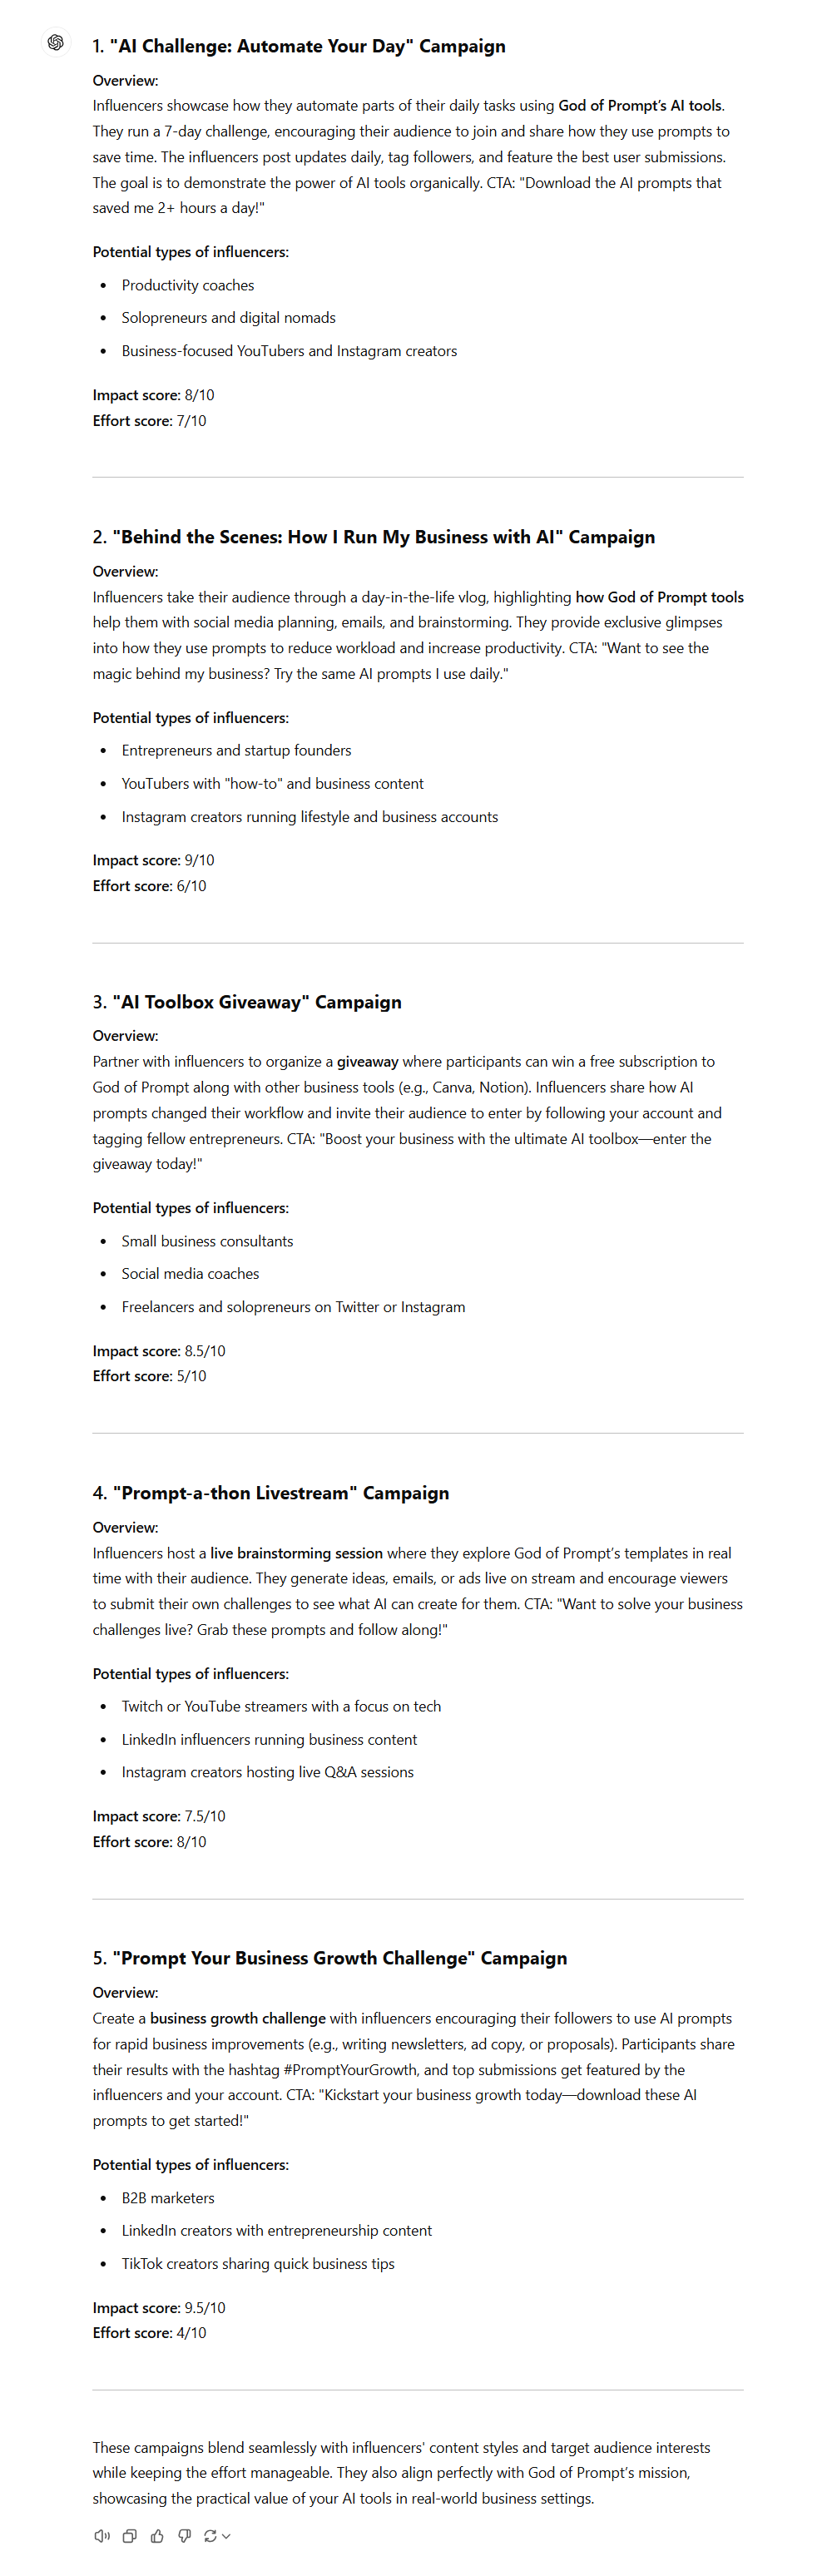 1. "AI Challenge: Automate Your Day" Campaign
Overview:
Influencers showcase how they automate parts of their daily tasks using God of Prompt’s AI tools.
They run a 7-day challenge, encouraging their audience to join and share how they use prompts to
save time. The influencers post updates daily, tag followers, and feature the best user submissions.
The goal is to demonstrate the power of AI tools organically. CTA: "Download the AI prompts that
saved me 2+ hours a day!"
Potential types of influencers:
• Productivity coaches
• Solopreneurs and digital nomads
• Business-focused YouTubers and Instagram creators
Impact score: 8/10
Effort score: 7/10
2. "Behind the Scenes: How I Run My Business with AI" Campaign
Overview:
Influencers take their audience through a day-in-the-life vlog, highlighting how God of Prompt tools
help them with social media planning, emails, and brainstorming. They provide exclusive glimpses
into how they use prompts to reduce workload and increase productivity. CTA: "Want to see the
magic behind my business? Try the same AI prompts I use daily."
Potential types of influencers:
• Entrepreneurs and startup founders
• YouTubers with "how-to" and business content
• Instagram creators running lifestyle and business accounts
Impact score: 9/10
Effort score: 6/10
3. "AI Toolbox Giveaway" Campaign
Overview:
Partner with influencers to organize a giveaway where participants can win a free subscription to
God of Prompt along with other business tools (e.g., Canva, Notion). Influencers share how AI
prompts changed their workflow and invite their audience to enter by following your account and
tagging fellow entrepreneurs. CTA: "Boost your business with the ultimate AI toolbox—enter the
giveaway today!"
Potential types of influencers:
• Small business consultants
• Social media coaches
• Freelancers and solopreneurs on Twitter or Instagram
Impact score: 8.5/10
Effort score: 5/10
4. "Prompt-a-thon Livestream" Campaign
Overview:
Influencers host a live brainstorming session where they explore God of Prompt’s templates in real
time with their audience. They generate ideas, emails, or ads live on stream and encourage viewers
to submit their own challenges to see what AI can create for them. CTA: "Want to solve your business
challenges live? Grab these prompts and follow along!"
Potential types of influencers:
• Twitch or YouTube streamers with a focus on tech
• LinkedIn influencers running business content
• Instagram creators hosting live Q&A sessions
Impact score: 7.5/10
Effort score: 8/10
5. "Prompt Your Business Growth Challenge" Campaign
Overview:
Create a business growth challenge with influencers encouraging their followers to use AI prompts
for rapid business improvements (e.g., writing newsletters, ad copy, or proposals). Participants share
their results with the hashtag #PromptYourGrowth, and top submissions get featured by the
influencers and your account. CTA: "Kickstart your business growth today—download these AI
prompts to get started!"
Potential types of influencers:
• B2B marketers
• LinkedIn creators with entrepreneurship content
• TikTok creators sharing quick business tips
Impact score: 9.5/10
Effort score: 4/10
These campaigns blend seamlessly with influencers' content styles and target audience interests
while keeping the effort manageable. They also align perfectly with God of Prompt’s mission,
showcasing the practical value of your AI tools in real-world business settings.